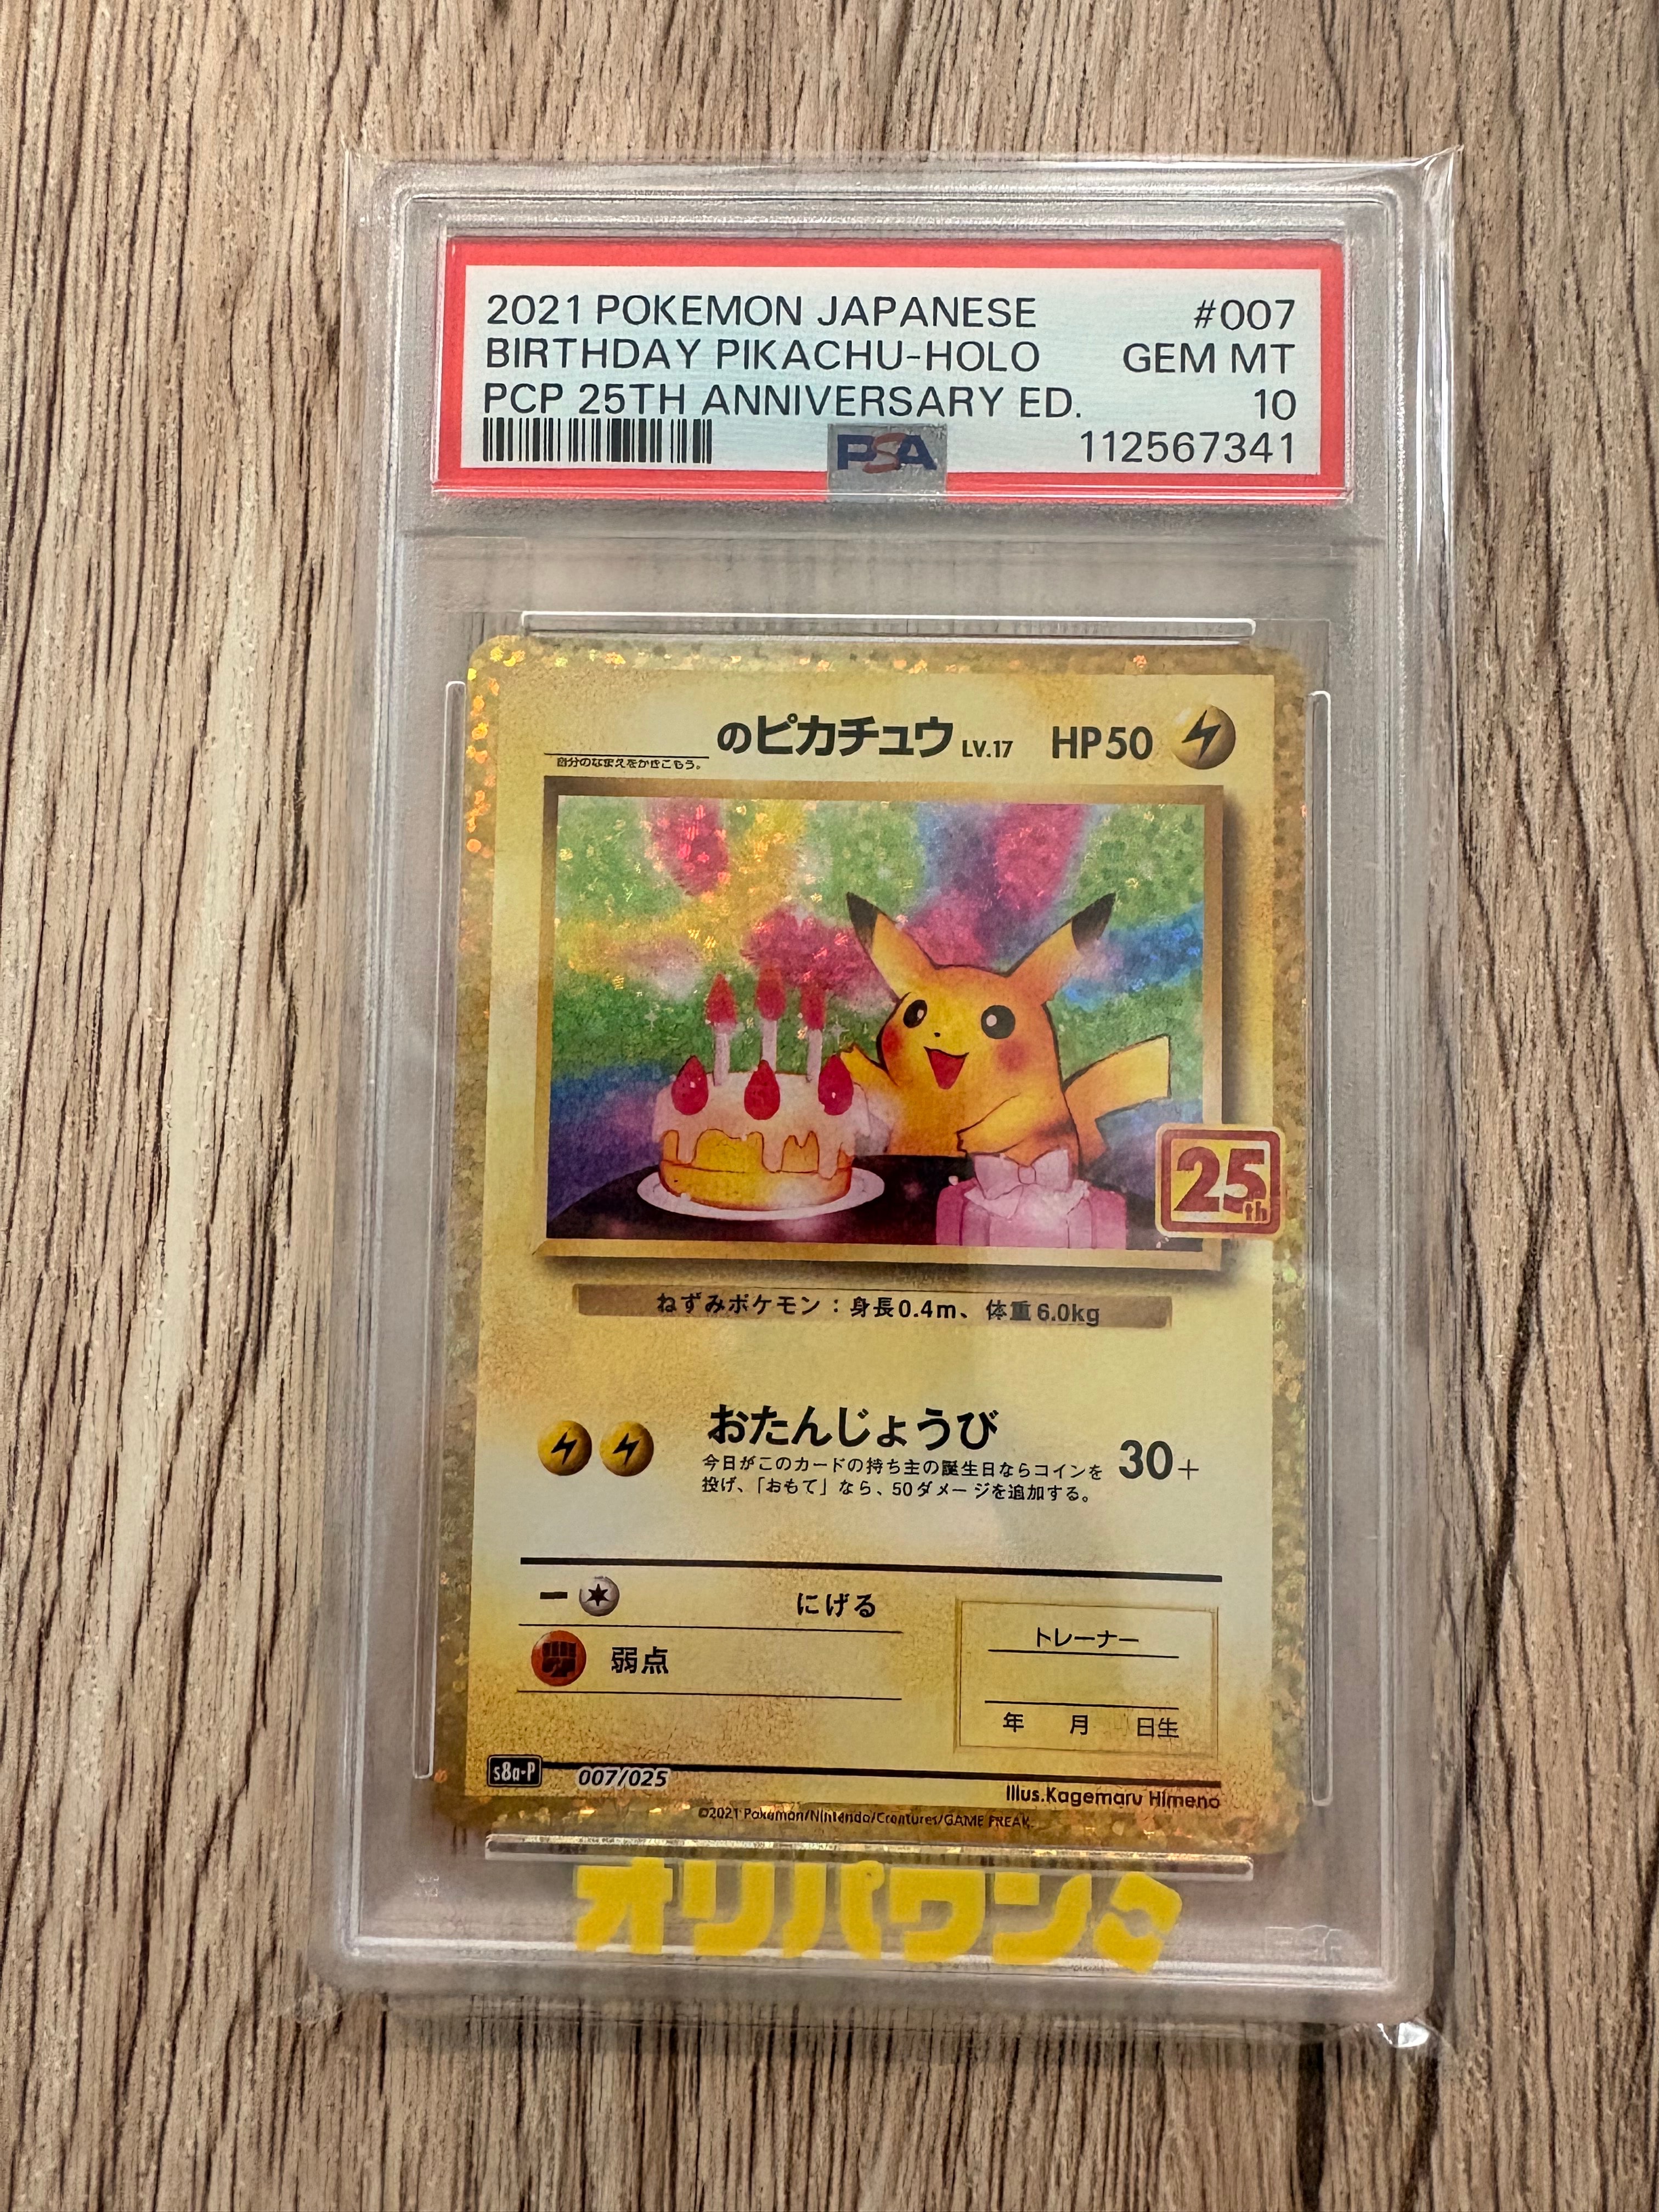 2021 POKEMON JAPANESE #007
BIRTHDAY PIKACHU-HOLO GEM MT
PCP 25TH ANNIVERSARY ED. 10
PSA 112567341
のピカチュウ LV.17 HP50
自分のなまえをかきこもう。
25th
ねずみポケモン：身長0.4m、体重6.0kg
おたんじょうび 30+
今日がこのカードの持ち主の誕生日ならコインを
投げ、「おもて」なら、50ダメージを追加する。
にげる
弱点
トレーナー
年 月 日生
s8a-P 007/025
Illus.Kagemaru Himeno
©2021 Pokémon/Nintendo/Creatures/GAME FREAK.
オリパワン